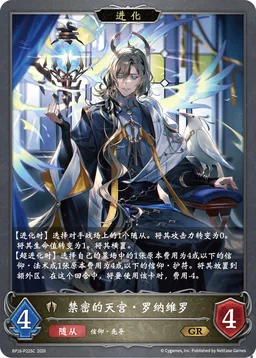 进化
【进化时】选择对手战场上的1个随从。将其攻击力转变为0。
将其生命值转变为1。将其横置。
【超进化时】选择自己的墓场中的1张原本费用为4或以下的信
仰·法术或1张原本费用为4或以下的信仰·护符。将其放置到
额外区。在这个回合中,将要使用该卡时,费用-4。
4
禁密的天宫·罗纳维罗
4
随从
信仰·先导
GR
BP16-P22SC 2025
© Cygames, Inc. Published by NetEase Games